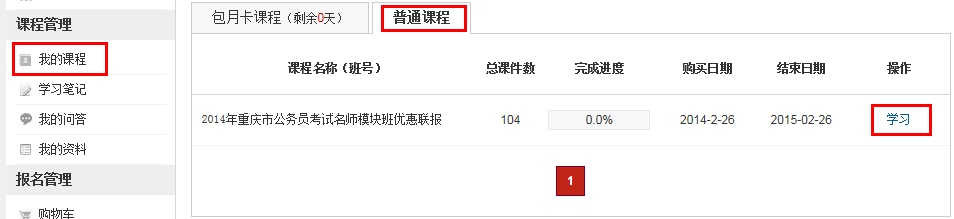 课程管理
我的课程
学习笔记
我的问答
我的资料
报名管理
购物车
包月卡课程（剩余0天） 普通课程
课程名称（班号） 总课件数 完成进度 购买日期 结束日期 操作
2014年重庆市公务员考试名师模块班优惠联报 104 0.0% 2014-2-26 2015-02-26 学习
1